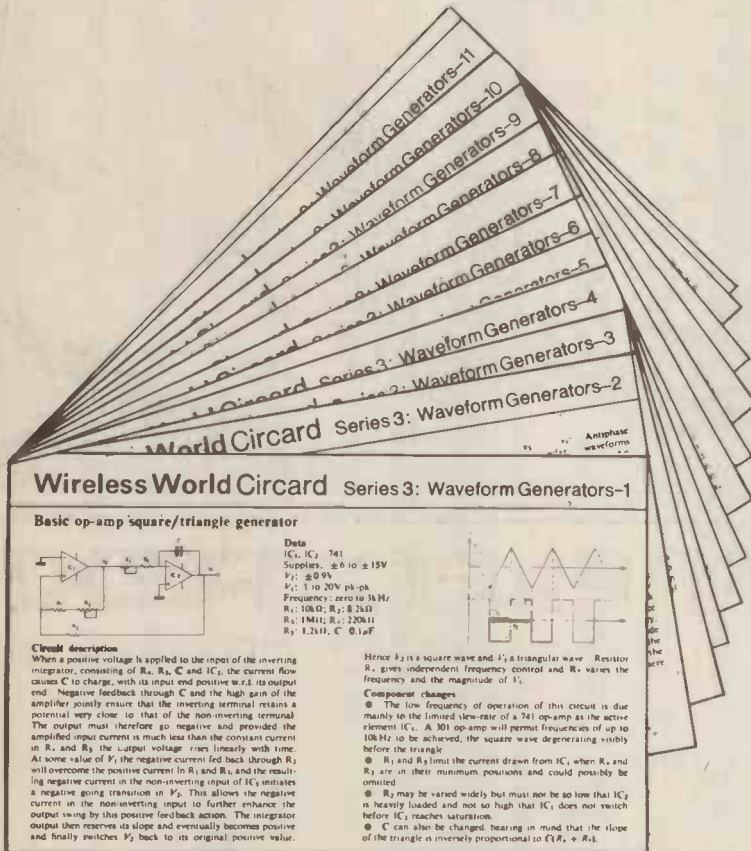 Waveform Generators–11
Waveform Generators–10
Waveform Generators–9
Waveform Generators–8
Waveform Generators–7
Waveform Generators–6
Generators–5
Circard Series 3: Waveform Generators–4
Waveform Generators–3
World Circard Series 3: Waveform Generators–2
Antiphase
waveforms
Wireless World Circard Series 3: Waveform Generators–1
Basic op-amp square/triangle generator
Data
IC₁, IC₂ 741
Supplies. ±6 to ±15V
V₂: ±0.9V
V₁: 1 to 20V pk-pk
Frequency: zero to 3kHz
R₁: 10kΩ; R₂: 8.2kΩ
R₃: 1MΩ; R₄: 220kΩ
R₅: 1.2kΩ, C 0.1µF
Circuit description
When a positive voltage is applied to the input of the inverting
integrator, consisting of R₄, R₅, C and IC₂, the current flow
causes C to charge, with its input end positive w.r.t. its output
end. Negative feedback through C and the high gain of the
amplifier jointly ensure that the inverting terminal retains a
potential very close to that of the non-inverting terminal
The output must therefore go negative and provided the
amplified input current is much less than the constant current
in R₄ and R₅ the output voltage rises linearly with time.
At some value of V₁ the negative current fed back through R₂
will overcome the positive current in R₁ and R₃, and the result-
ing negative current in the non-inverting input of IC₁ initiates
a negative going transition in V₂. This allows the negative
current in the non-inverting input to further enhance the
output swing by this positive feedback action. The integrator
output then reserves its slope and eventually becomes positive
and finally switches V₂ back to its original positive value.
Hence V₂ is a square wave and V₁ a triangular wave Resistor
R₄ gives independent frequency control and R₃ varies the
frequency and the magnitude of V₁.
Component changes
● The low frequency of operation of this circuit is due
mainly to the limited slew-rate of a 741 op-amp as the active
element IC₁. A 301 op-amp will permit frequencies of up to
10kHz to be achieved, the square wave degenerating visibly
before the triangle
● R₁ and R₅ limit the current drawn from IC₁ when R₄ and
R₃ are in their minimum positions and could possibly be
omitted
● R₂ may be varied widely but must not be so low that IC₂
is heavily loaded and not so high that IC₁ does not switch
before IC₂ reaches saturation.
● C can also be changed, bearing in mind that the slope
of the triangle is inversely proportional to C(R₄ + R₅).